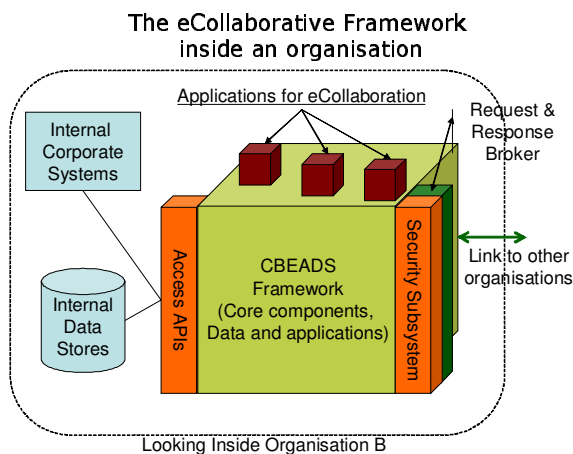 The eCollaborative Framework
inside an organisation
Applications for eCollaboration
Request &
Response
Broker
Internal
Corporate
Systems
Internal
Data
Stores
Access APIs
CBEADS
Framework
(Core components,
Data and applications)
Security Subsystem
Link to other
organisations
Looking Inside Organisation B